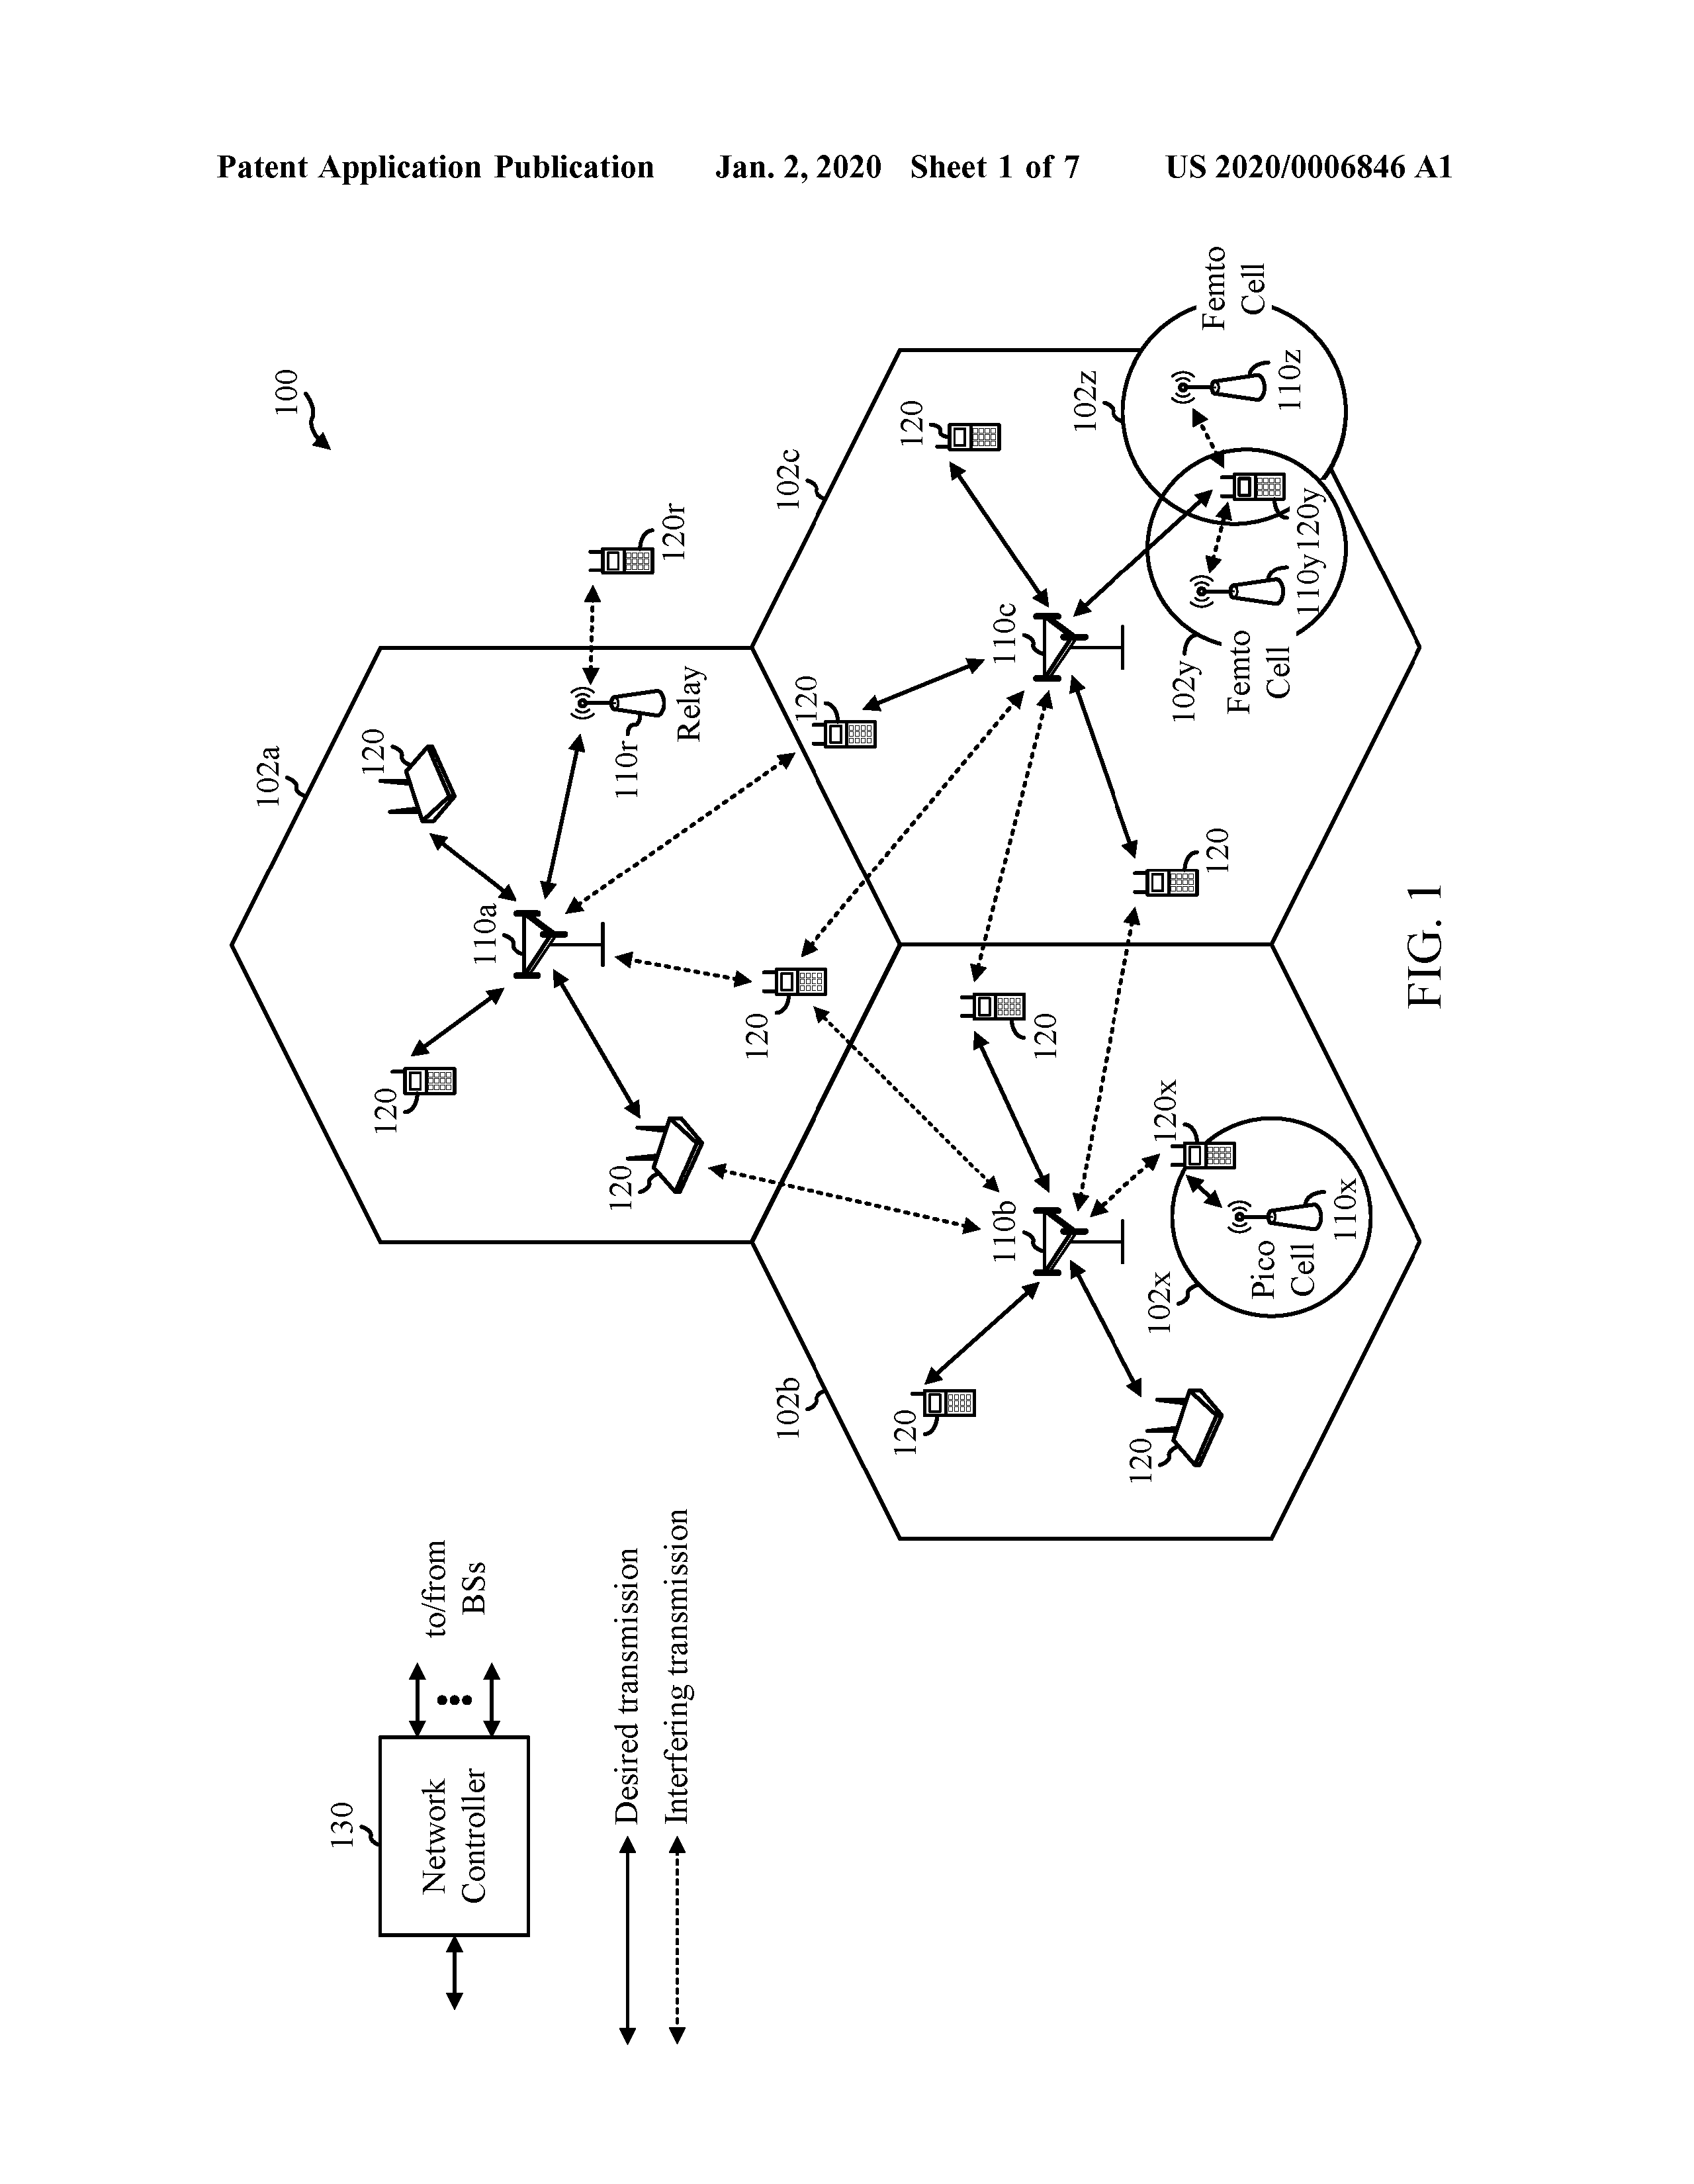 Patent Application Publication Jan. 2, 2020 Sheet 1 of 7 US 2020/0006846 A1
100
130
Network
Controller
to/from
BSs
Desired transmission
Interfering transmission
102a
120
120
110a
120
110r
Relay
120r
120
120
102b
120
110b
120
120
120x
102x
Pico
Cell
110x
102c
120
120
110c
120
102y
Femto
Cell
110y
120y
102z
110z
Femto
Cell
FIG. 1